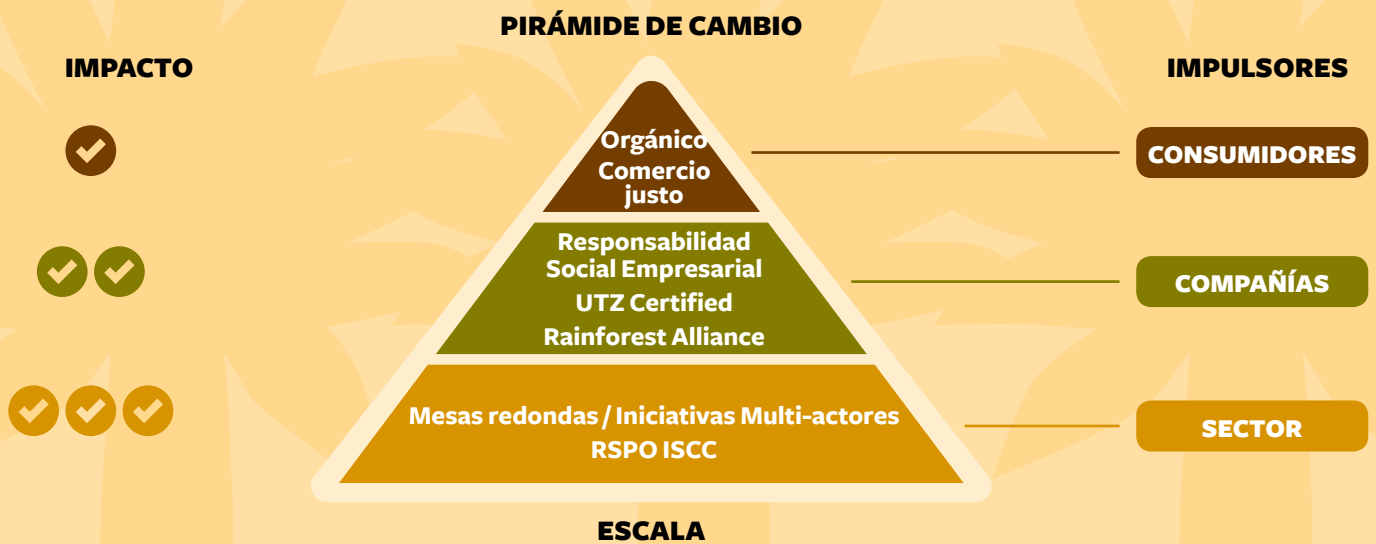 PIRÁMIDE DE CAMBIO
IMPACTO
IMPULSORES
Orgánico
Comercio
justo
CONSUMIDORES
Responsabilidad
Social Empresarial
UTZ Certified
Rainforest Alliance
COMPAÑÍAS
Mesas redondas / Iniciativas Multi-actores
RSPO ISCC
SECTOR
ESCALA